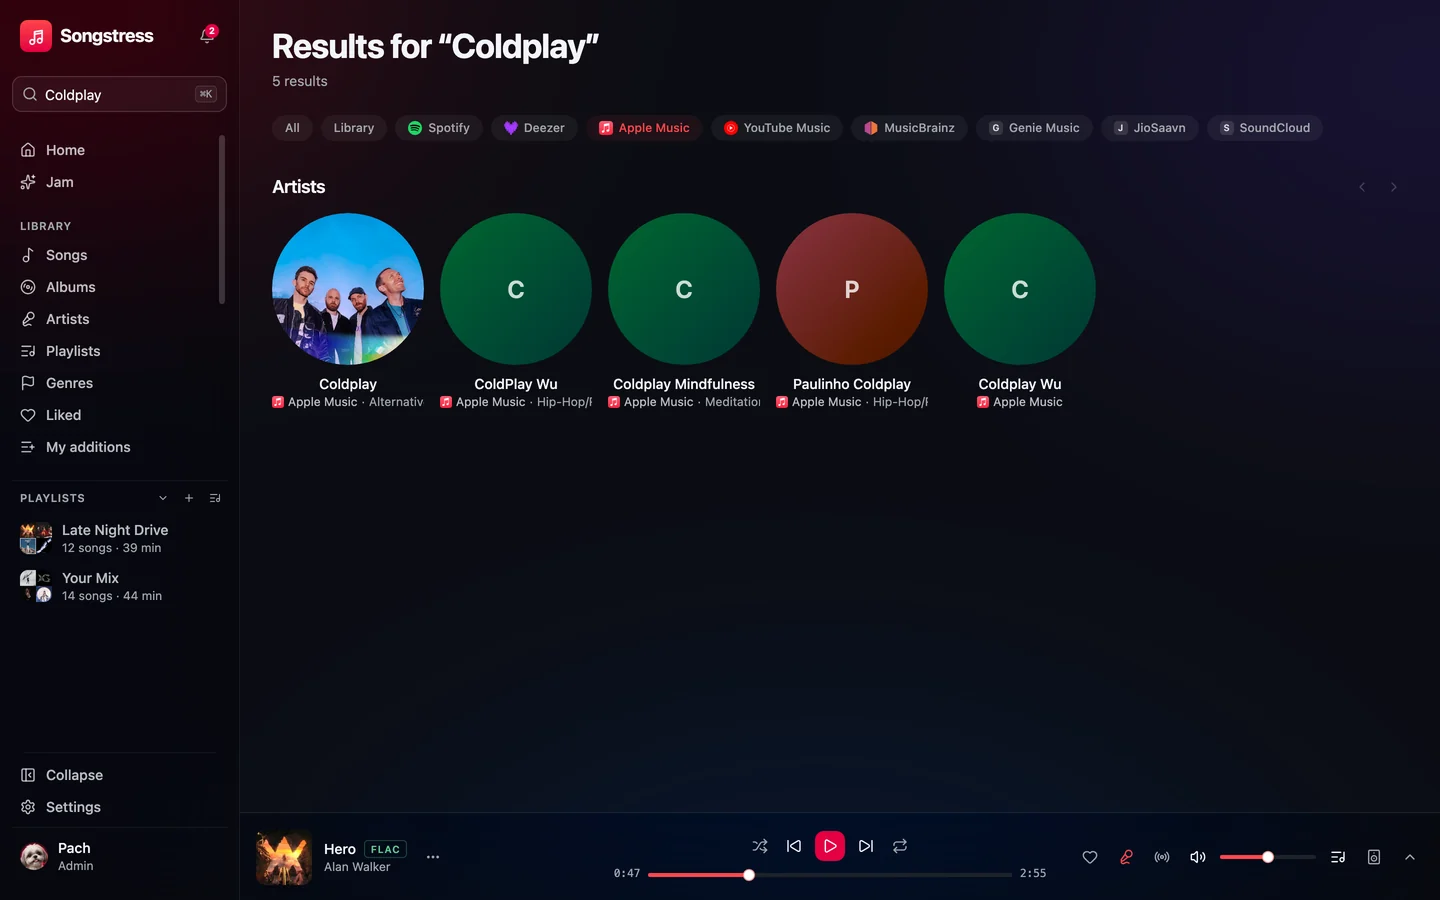 Songstress
2
Coldplay
⌘K
Home
Jam
LIBRARY
Songs
Albums
Artists
Playlists
Genres
Liked
My additions
PLAYLISTS
Late Night Drive
12 songs · 39 min
Your Mix
14 songs · 44 min
Collapse
Settings
Pach
Admin
Results for “Coldplay”
5 results
All
Library
Spotify
Deezer
Apple Music
YouTube Music
MusicBrainz
G Genie Music
J JioSaavn
S SoundCloud
Artists
C
C
P
C
Coldplay
Apple Music · Alternativ
ColdPlay Wu
Apple Music · Hip-Hop/
Coldplay Mindfulness
Apple Music · Meditatio
Paulinho Coldplay
Apple Music · Hip-Hop/
Coldplay Wu
Apple Music
Hero FLAC
Alan Walker
0:47
2:55